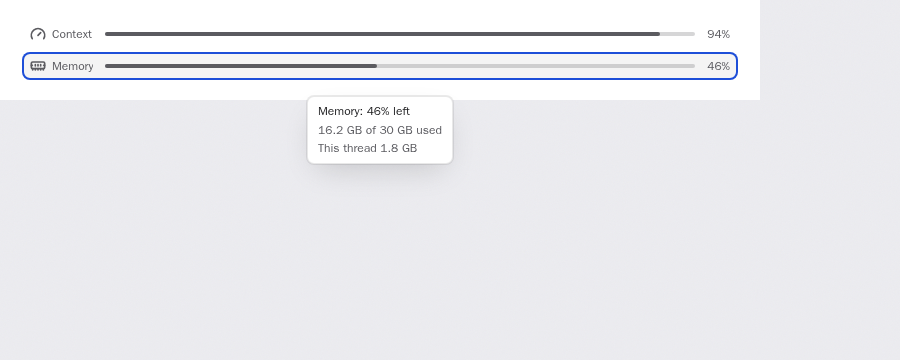 Context 94%
Memory 46%
Memory: 46% left
16.2 GB of 30 GB used
This thread 1.8 GB